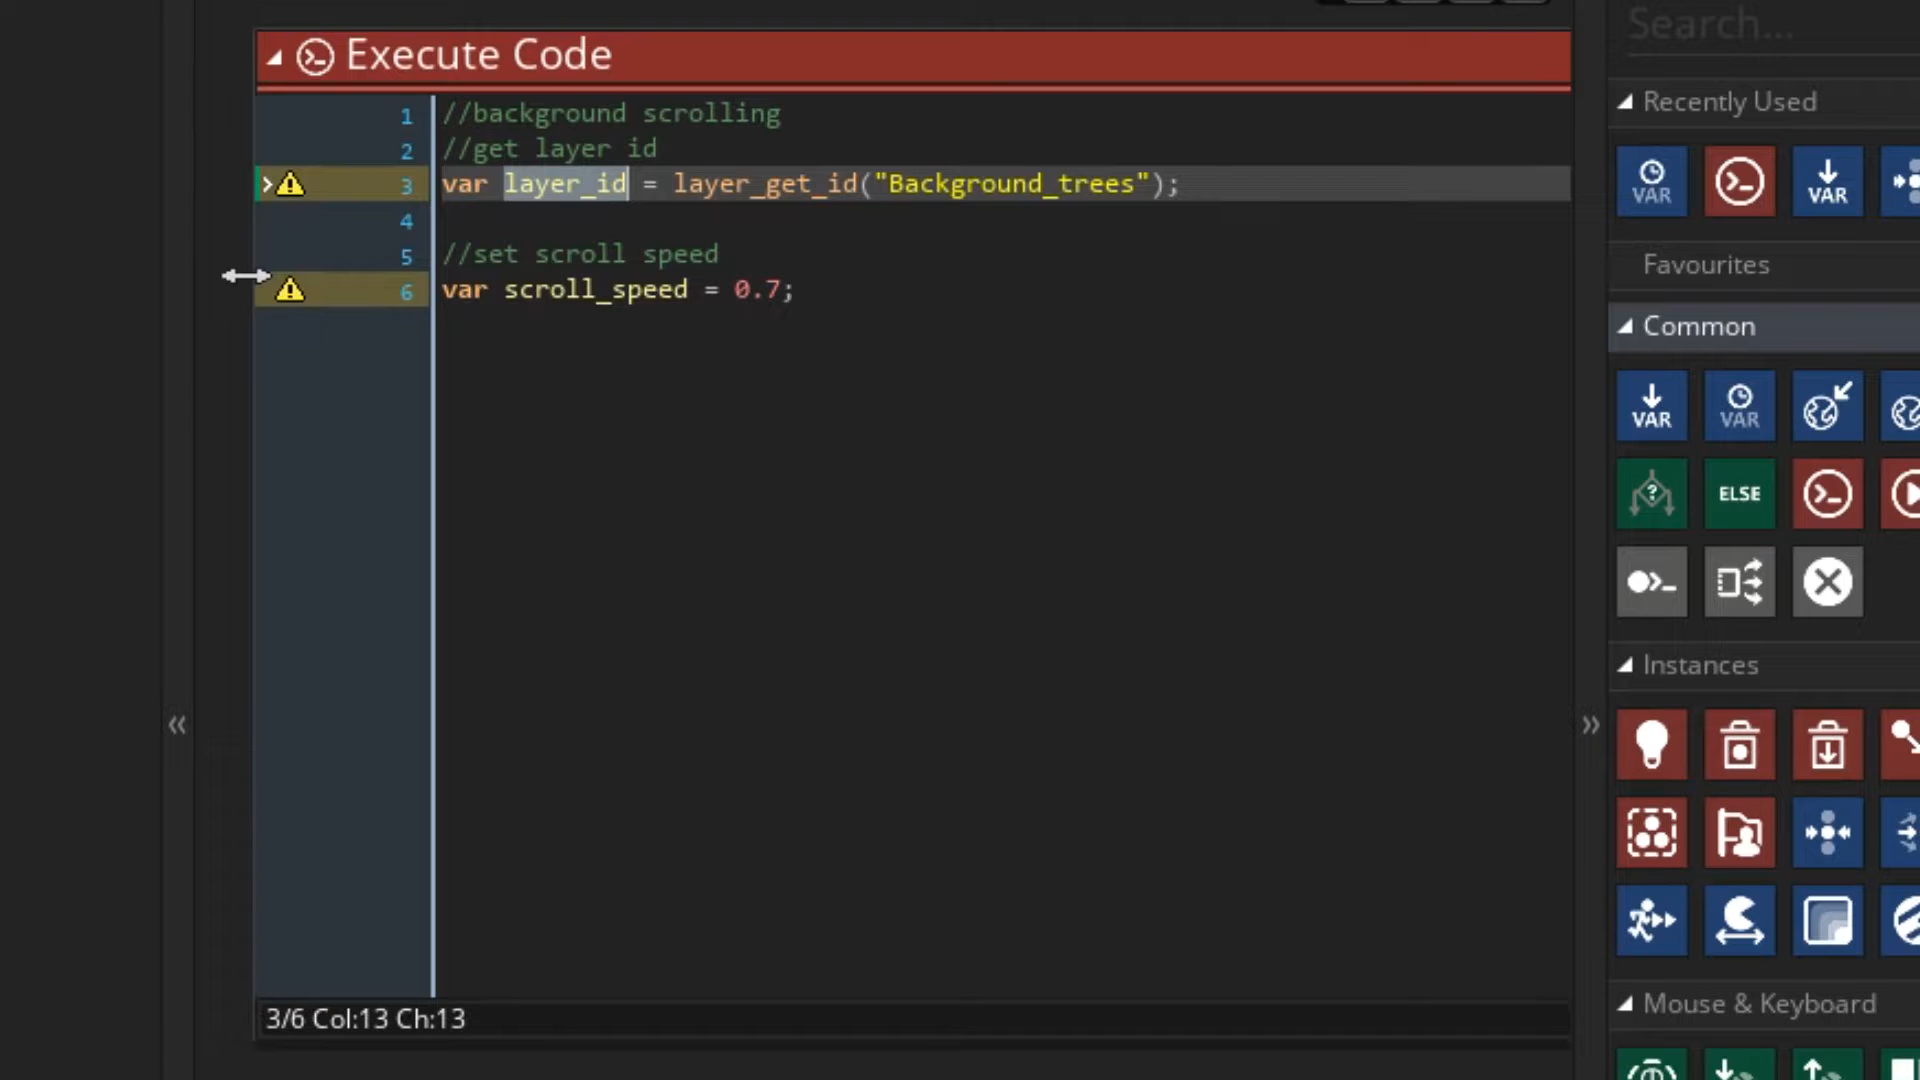 Execute Code
1 //background scrolling
2 //get layer id
3 var layer_id = layer_get_id("Background_trees");
4
5 //set scroll speed
6 var scroll_speed = 0.7;
3/6 Col:13 Ch:13
Search...
Recently Used
VAR VAR
Favourites
Common
VAR VAR
ELSE
Instances
Mouse & Keyboard